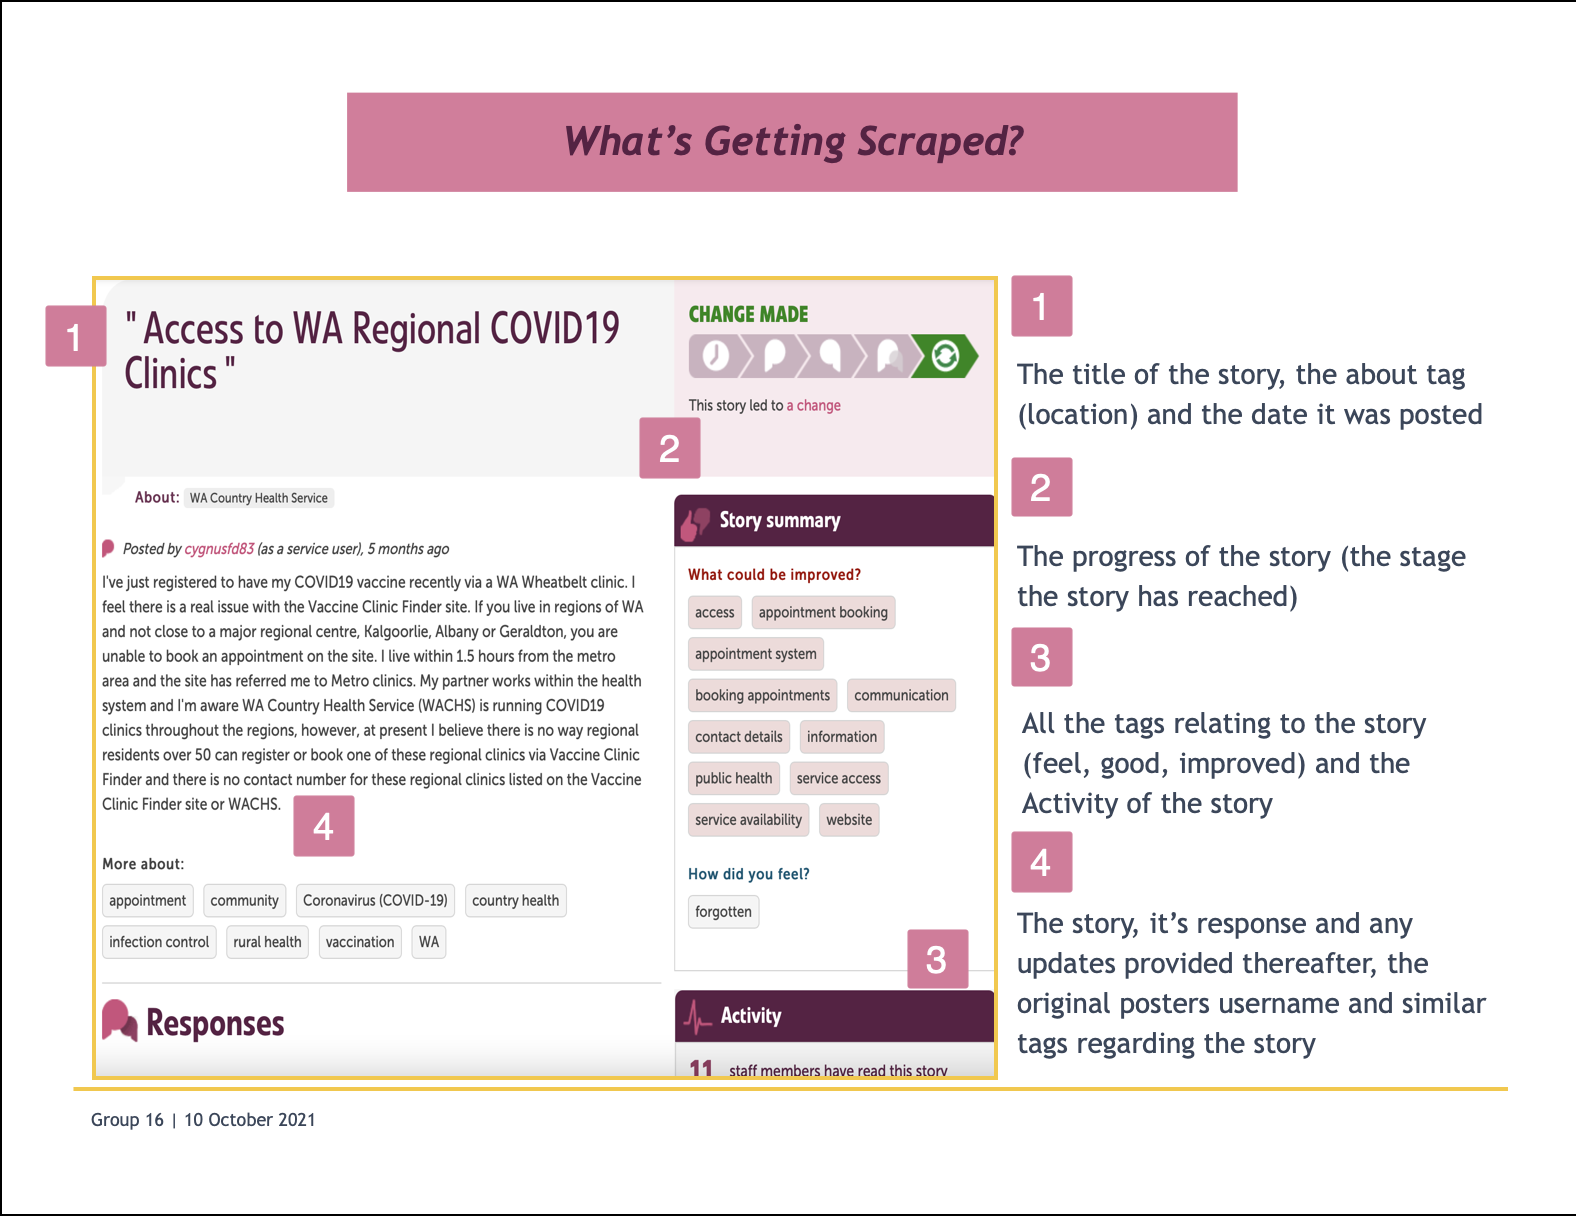 What's Getting Scraped?
1
" Access to WA Regional COVID19
Clinics "
CHANGE MADE
This story led to a change
2
About: WA Country Health Service
Posted by cygnusfd83 (as a service user), 5 months ago
I've just registered to have my COVID19 vaccine recently via a WA Wheatbelt clinic. I
feel there is a real issue with the Vaccine Clinic Finder site. If you live in regions of WA
and not close to a major regional centre, Kalgoorlie, Albany or Geraldton, you are
unable to book an appointment on the site. I live within 1.5 hours from the metro
area and the site has referred me to Metro clinics. My partner works within the health
system and I'm aware WA Country Health Service (WACHS) is running COVID19
clinics throughout the regions, however, at present I believe there is no way regional
residents over 50 can register or book one of these regional clinics via Vaccine Clinic
Finder and there is no contact number for these regional clinics listed on the Vaccine
Clinic Finder site or WACHS.
4
More about:
appointment community Coronavirus (COVID-19) country health
infection control rural health vaccination WA
Responses
Story summary
What could be improved?
access appointment booking
appointment system
booking appointments communication
contact details information
public health service access
service availability website
How did you feel?
forgotten
3
Activity
11 staff members have read this story
1
The title of the story, the about tag
(location) and the date it was posted
2
The progress of the story (the stage
the story has reached)
3
All the tags relating to the story
(feel, good, improved) and the
Activity of the story
4
The story, it's response and any
updates provided thereafter, the
original posters username and similar
tags regarding the story
Group 16 | 10 October 2021